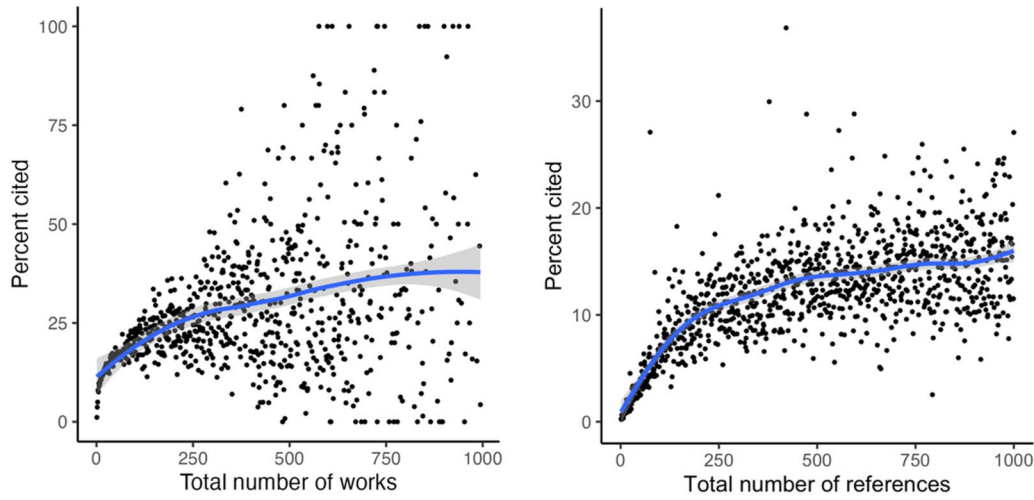 100
75
50
25
0
Percent cited
0 250 500 750 1000
Total number of works
30
20
10
0
Percent cited
0 250 500 750 1000
Total number of references